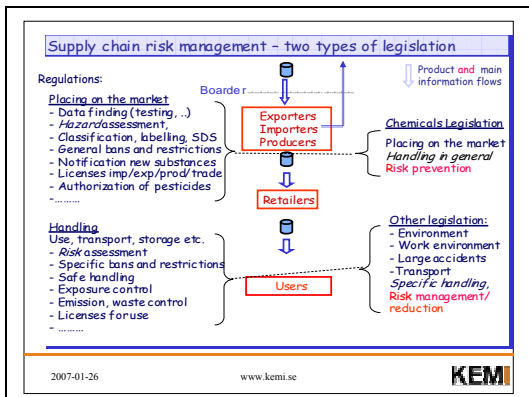 Supply chain risk management – two types of legislation
Product and main
information flows
Regulations:
Boarder
Placing on the market
- Data finding (testing, ..)
- Hazard assessment,
- Classification, labelling, SDS
- General bans and restrictions
- Notification new substances
- Licenses imp/exp/prod/trade
- Authorization of pesticides
-………
Exporters
Importers
Producers
Chemicals Legislation
Placing on the market
Handling in general
Risk prevention
Retailers
Handling
Use, transport, storage etc.
- Risk assessment
- Specific bans and restrictions
- Safe handling
- Exposure control
- Emission, waste control
- Licenses for use
- ………
Users
Other legislation:
- Environment
- Work environment
- Large accidents
-Transport
Specific handling,
Risk management/
reduction
2007-01-26
www.kemi.se
KEMI